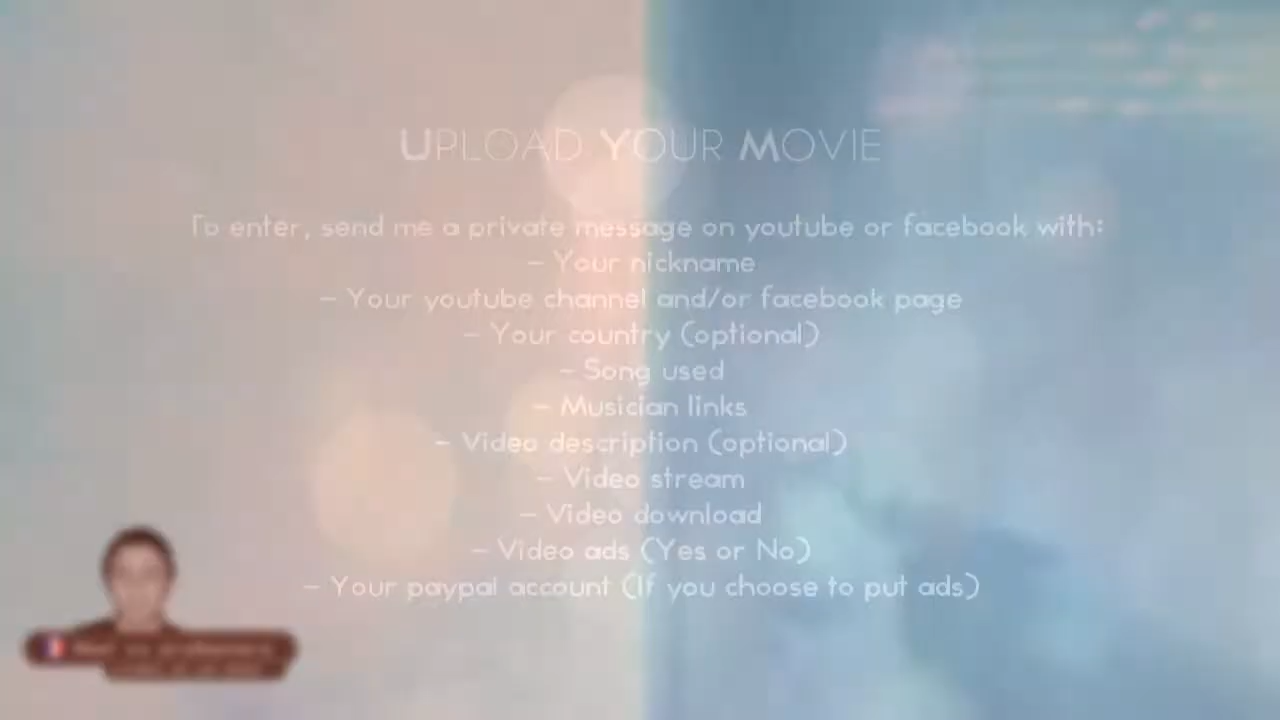 UPLOAD YOUR MOVIE
To enter, send me a private message on youtube or facebook with:
- Your nickname
- Your youtube channel and/or facebook page
- Your country (optional)
- Song used
- Musician links
- Video description (optional)
- Video stream
- Video download
- Video ads (Yes or No)
- Your paypal account (If you choose to put ads)